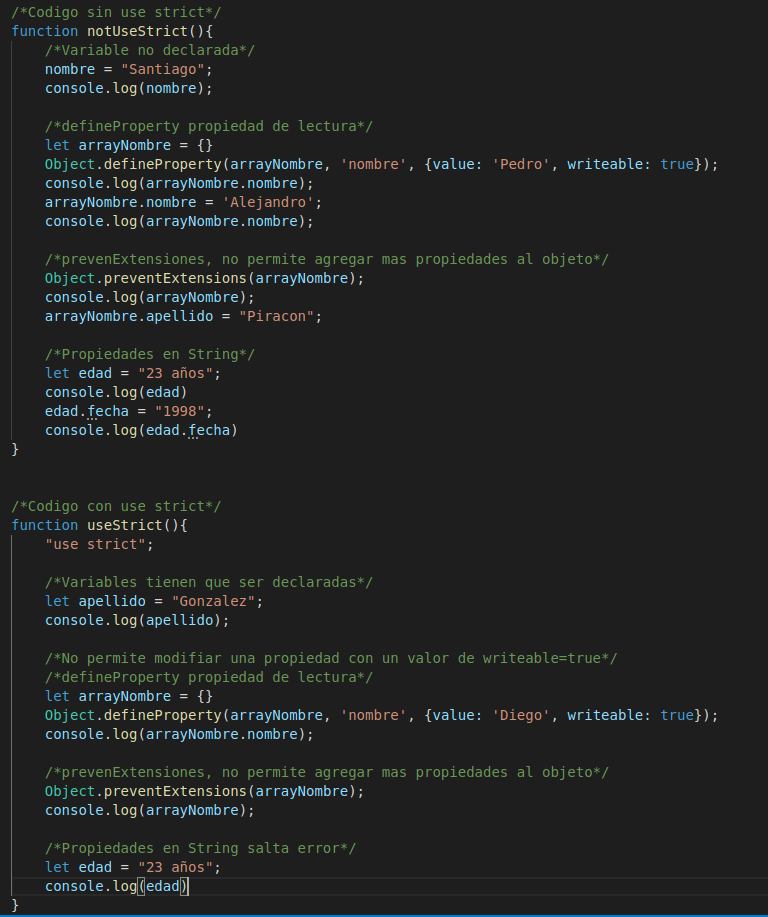 /*Codigo sin use strict*/
function notUseStrict(){
/*Variable no declarada*/
nombre = "Santiago";
console.log(nombre);
/*defineProperty propiedad de lectura*/
let arrayNombre = {}
Object.defineProperty(arrayNombre, 'nombre', {value: 'Pedro', writeable: true});
console.log(arrayNombre.nombre);
arrayNombre.nombre = 'Alejandro';
console.log(arrayNombre.nombre);
/*prevenExtensiones, no permite agregar mas propiedades al objeto*/
Object.preventExtensions(arrayNombre);
console.log(arrayNombre);
arrayNombre.apellido = "Piracon";
/*Propiedades en String*/
let edad = "23 años";
console.log(edad)
edad.fecha = "1998";
console.log(edad.fecha)
}
/*Codigo con use strict*/
function useStrict(){
"use strict";
/*Variables tienen que ser declaradas*/
let apellido = "Gonzalez";
console.log(apellido);
/*No permite modifiar una propiedad con un valor de writeable=true*/
/*defineProperty propiedad de lectura*/
let arrayNombre = {}
Object.defineProperty(arrayNombre, 'nombre', {value: 'Diego', writeable: true});
console.log(arrayNombre.nombre);
/*prevenExtensiones, no permite agregar mas propiedades al objeto*/
Object.preventExtensions(arrayNombre);
console.log(arrayNombre);
/*Propiedades en String salta error*/
let edad = "23 años";
console.log(edad)
}